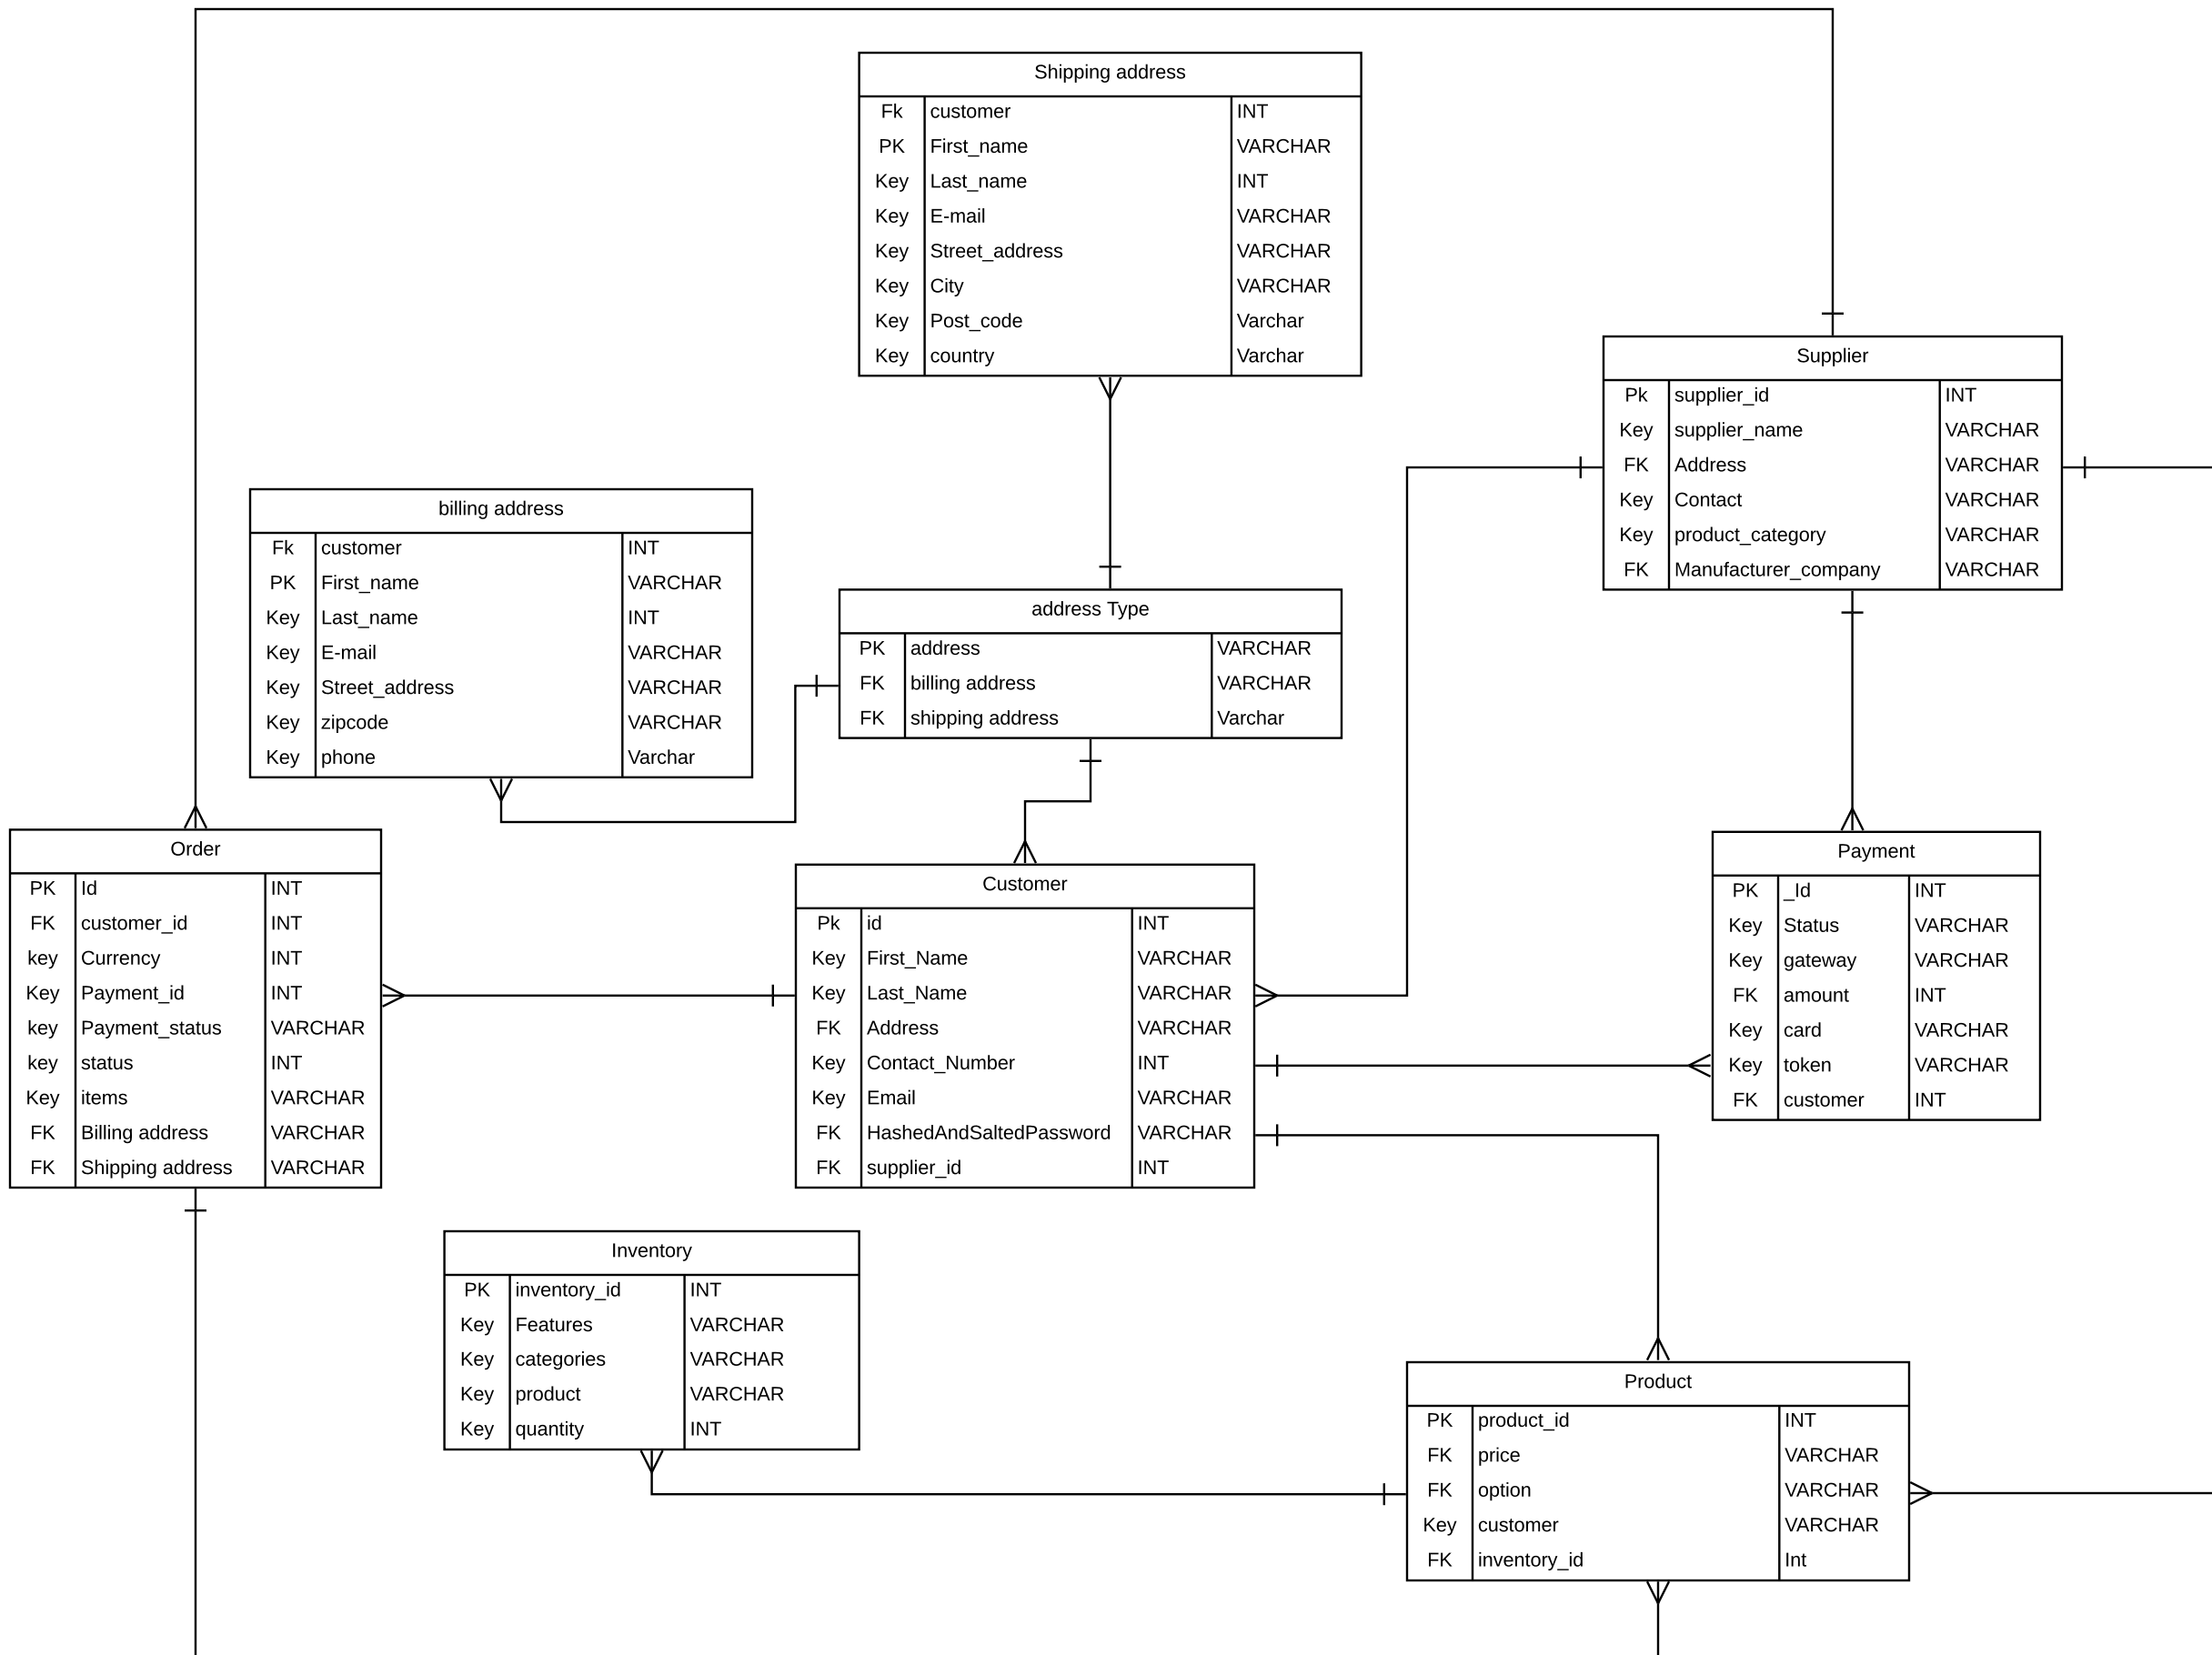 Shipping address
Fk customer INT
PK First_name VARCHAR
Key Last_name INT
Key E-mail VARCHAR
Key Street_address VARCHAR
Key City VARCHAR
Key Post_code Varchar
Key country Varchar
Supplier
Pk supplier_id INT
Key supplier_name VARCHAR
FK Address VARCHAR
Key Contact VARCHAR
Key product_category VARCHAR
FK Manufacturer_company VARCHAR
billing address
Fk customer INT
PK First_name VARCHAR
Key Last_name INT
Key E-mail VARCHAR
Key Street_address VARCHAR
Key zipcode VARCHAR
Key phone Varchar
address Type
PK address VARCHAR
FK billing address VARCHAR
FK shipping address Varchar
Order
PK Id INT
FK customer_id INT
key Currency INT
Key Payment_id INT
key Payment_status VARCHAR
key status INT
Key items VARCHAR
FK Billing address VARCHAR
FK Shipping address VARCHAR
Customer
Pk id INT
Key First_Name VARCHAR
Key Last_Name VARCHAR
FK Address VARCHAR
Key Contact_Number INT
Key Email VARCHAR
FK HashedAndSaltedPassword VARCHAR
FK supplier_id INT
Payment
PK _Id INT
Key Status VARCHAR
Key gateway VARCHAR
FK amount INT
Key card VARCHAR
Key token VARCHAR
FK customer INT
Inventory
PK inventory_id INT
Key Features VARCHAR
Key categories VARCHAR
Key product VARCHAR
Key quantity INT
Product
PK product_id INT
FK price VARCHAR
FK option VARCHAR
Key customer VARCHAR
FK inventory_id Int